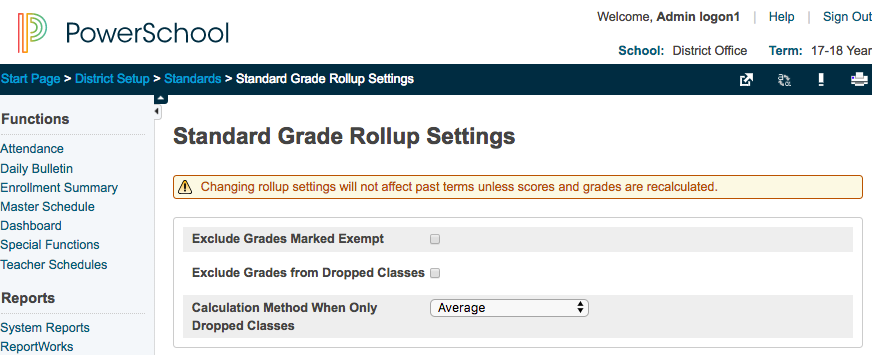 PowerSchool
Welcome, Admin logon1 | Help | Sign Out
School: District Office Term: 17-18 Year
Start Page > District Setup > Standards > Standard Grade Rollup Settings
Functions
Attendance
Daily Bulletin
Enrollment Summary
Master Schedule
Dashboard
Special Functions
Teacher Schedules
Reports
System Reports
ReportWorks
Standard Grade Rollup Settings
Changing rollup settings will not affect past terms unless scores and grades are recalculated.
Exclude Grades Marked Exempt
Exclude Grades from Dropped Classes
Calculation Method When Only
Dropped Classes
Average